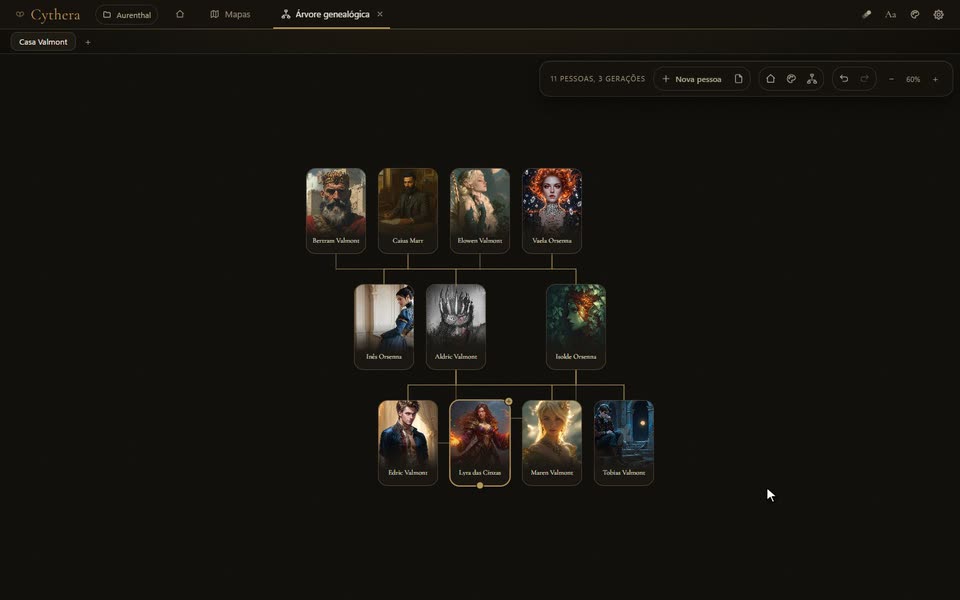 Cythera
Aurenthal
Mapas
Árvore genealógica
Aa
Casa Valmont
11 PESSOAS, 3 GERAÇÕES
Nova pessoa
60%
Bertram Valmont
Caius Marr
Elowen Valmont
Vaela Orsenna
Inês Orsenna
Aldric Valmont
Isolde Orsenna
Edric Valmont
Lyra das Cinzas
Maren Valmont
Tobias Valmont